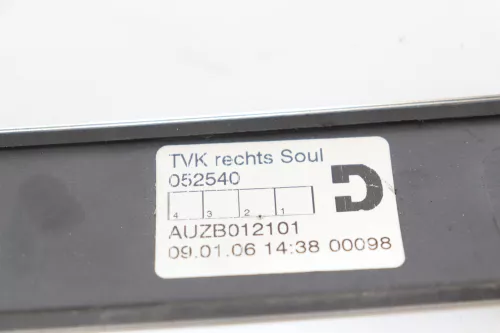 TVK rechts Soul
052540
4 3 2 1
AUZB012101
09.01.06 14:38 00098